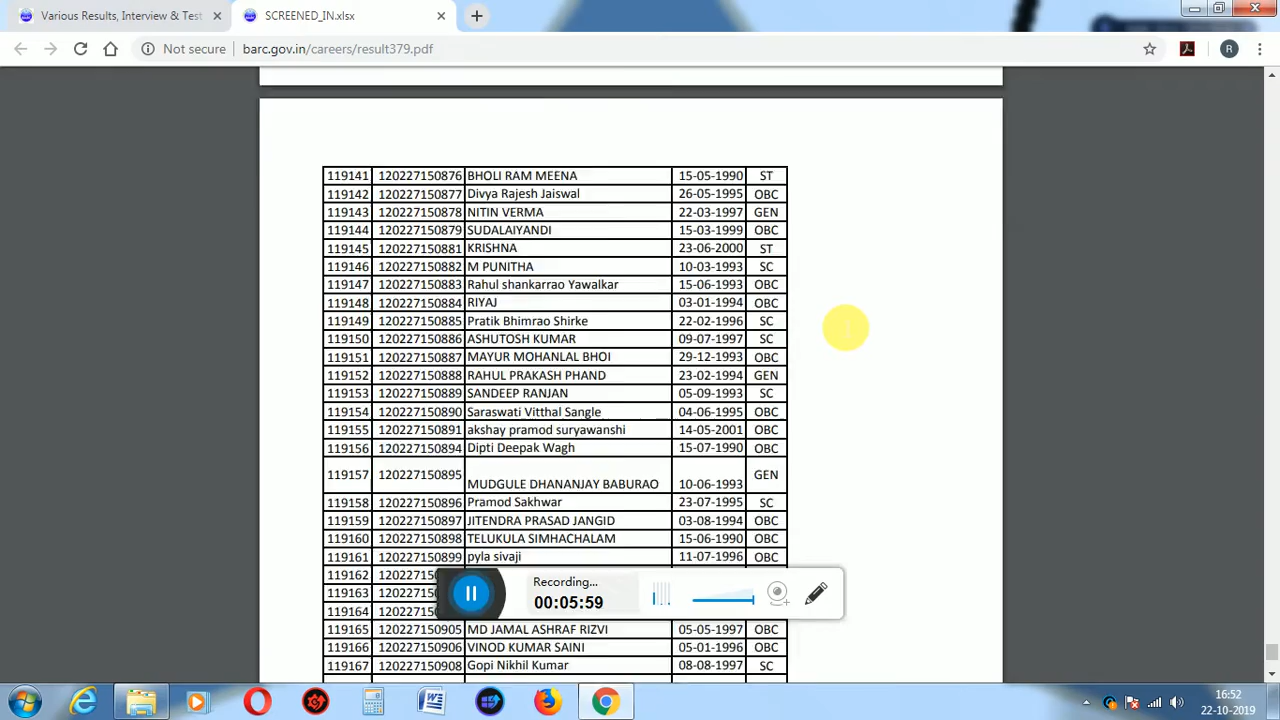 Various Results, Interview & Test
SCREENED_IN.xlsx
Not secure
barc.gov.in/careers/result379.pdf
R
119141 120227150876 BHOLI RAM MEENA 15-05-1990 ST
119142 120227150877 Divya Rajesh Jaiswal 26-05-1995 OBC
119143 120227150878 NITIN VERMA 22-03-1997 GEN
119144 120227150879 SUDALAIYANDI 15-03-1999 OBC
119145 120227150881 KRISHNA 23-06-2000 ST
119146 120227150882 M PUNITHA 10-03-1993 SC
119147 120227150883 Rahul shankarrao Yawalkar 15-06-1993 OBC
119148 120227150884 RIYAJ 03-01-1994 OBC
119149 120227150885 Pratik Bhimrao Shirke 22-02-1996 SC
119150 120227150886 ASHUTOSH KUMAR 09-07-1997 SC
119151 120227150887 MAYUR MOHANLAL BHOI 29-12-1993 OBC
119152 120227150888 RAHUL PRAKASH PHAND 23-02-1994 GEN
119153 120227150889 SANDEEP RANJAN 05-09-1993 SC
119154 120227150890 Saraswati Vitthal Sangle 04-06-1995 OBC
119155 120227150891 akshay pramod suryawanshi 14-05-2001 OBC
119156 120227150894 Dipti Deepak Wagh 15-07-1990 OBC
119157 120227150895 MUDGULE DHANANJAY BABURAO 10-06-1993 GEN
119158 120227150896 Pramod Sakhwar 23-07-1995 SC
119159 120227150897 JITENDRA PRASAD JANGID 03-08-1994 OBC
119160 120227150898 TELUKULA SIMHACHALAM 15-06-1990 OBC
119161 120227150899 pyla sivaji 11-07-1996 OBC
119162
119163
119164
119165 120227150905 MD JAMAL ASHRAF RIZVI 05-05-1997 OBC
119166 120227150906 VINOD KUMAR SAINI 05-01-1996 OBC
119167 120227150908 Gopi Nikhil Kumar 08-08-1997 SC
Recording...
00:05:59
16:52
22-10-2019